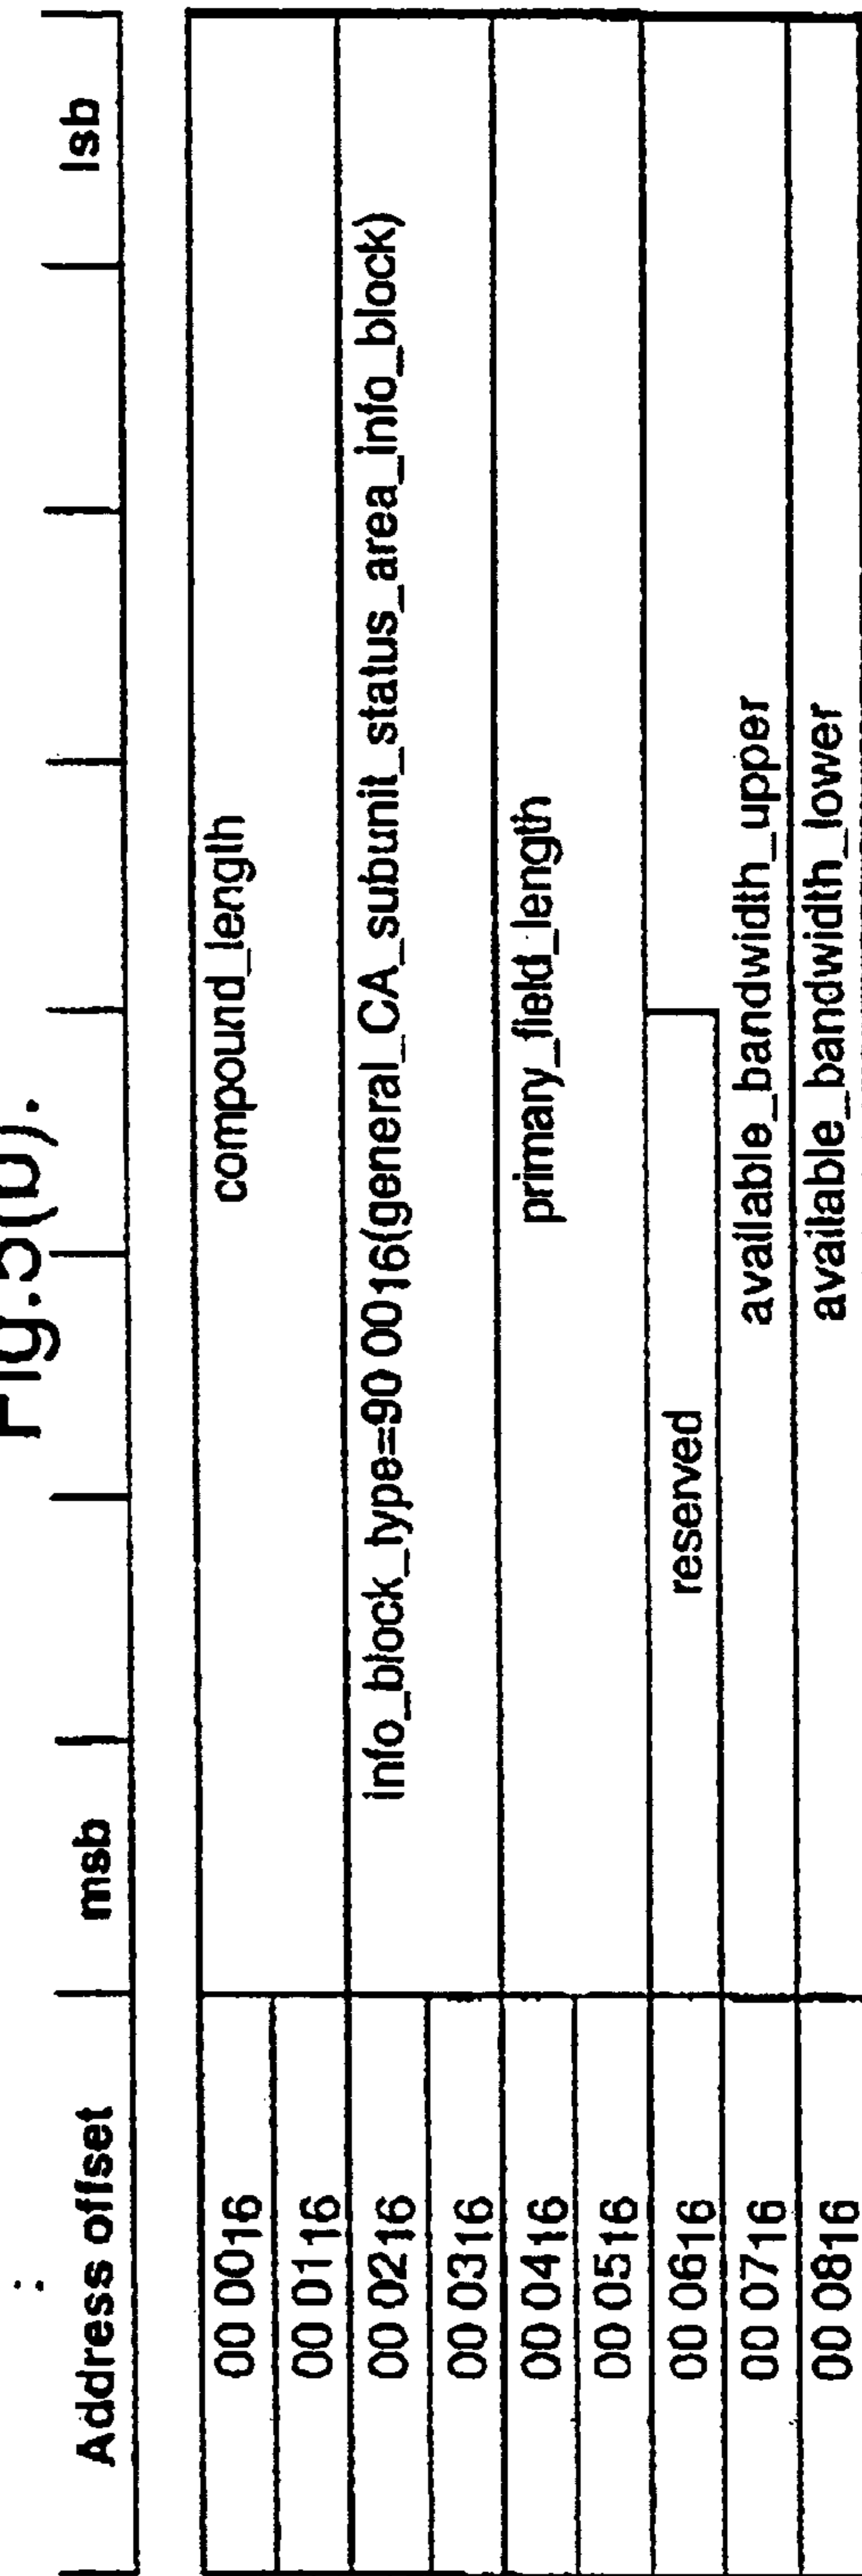 Fig.5(b).
Address offset msb lsb
00 0016 compound_length
00 0116
00 0216 info_block_type=90 0016(general_CA_subunit_status_area_info_block)
00 0316
00 0416 primary_field_length
00 0516
00 0616 reserved
00 0716 available_bandwidth_upper
00 0816 available_bandwidth_lower